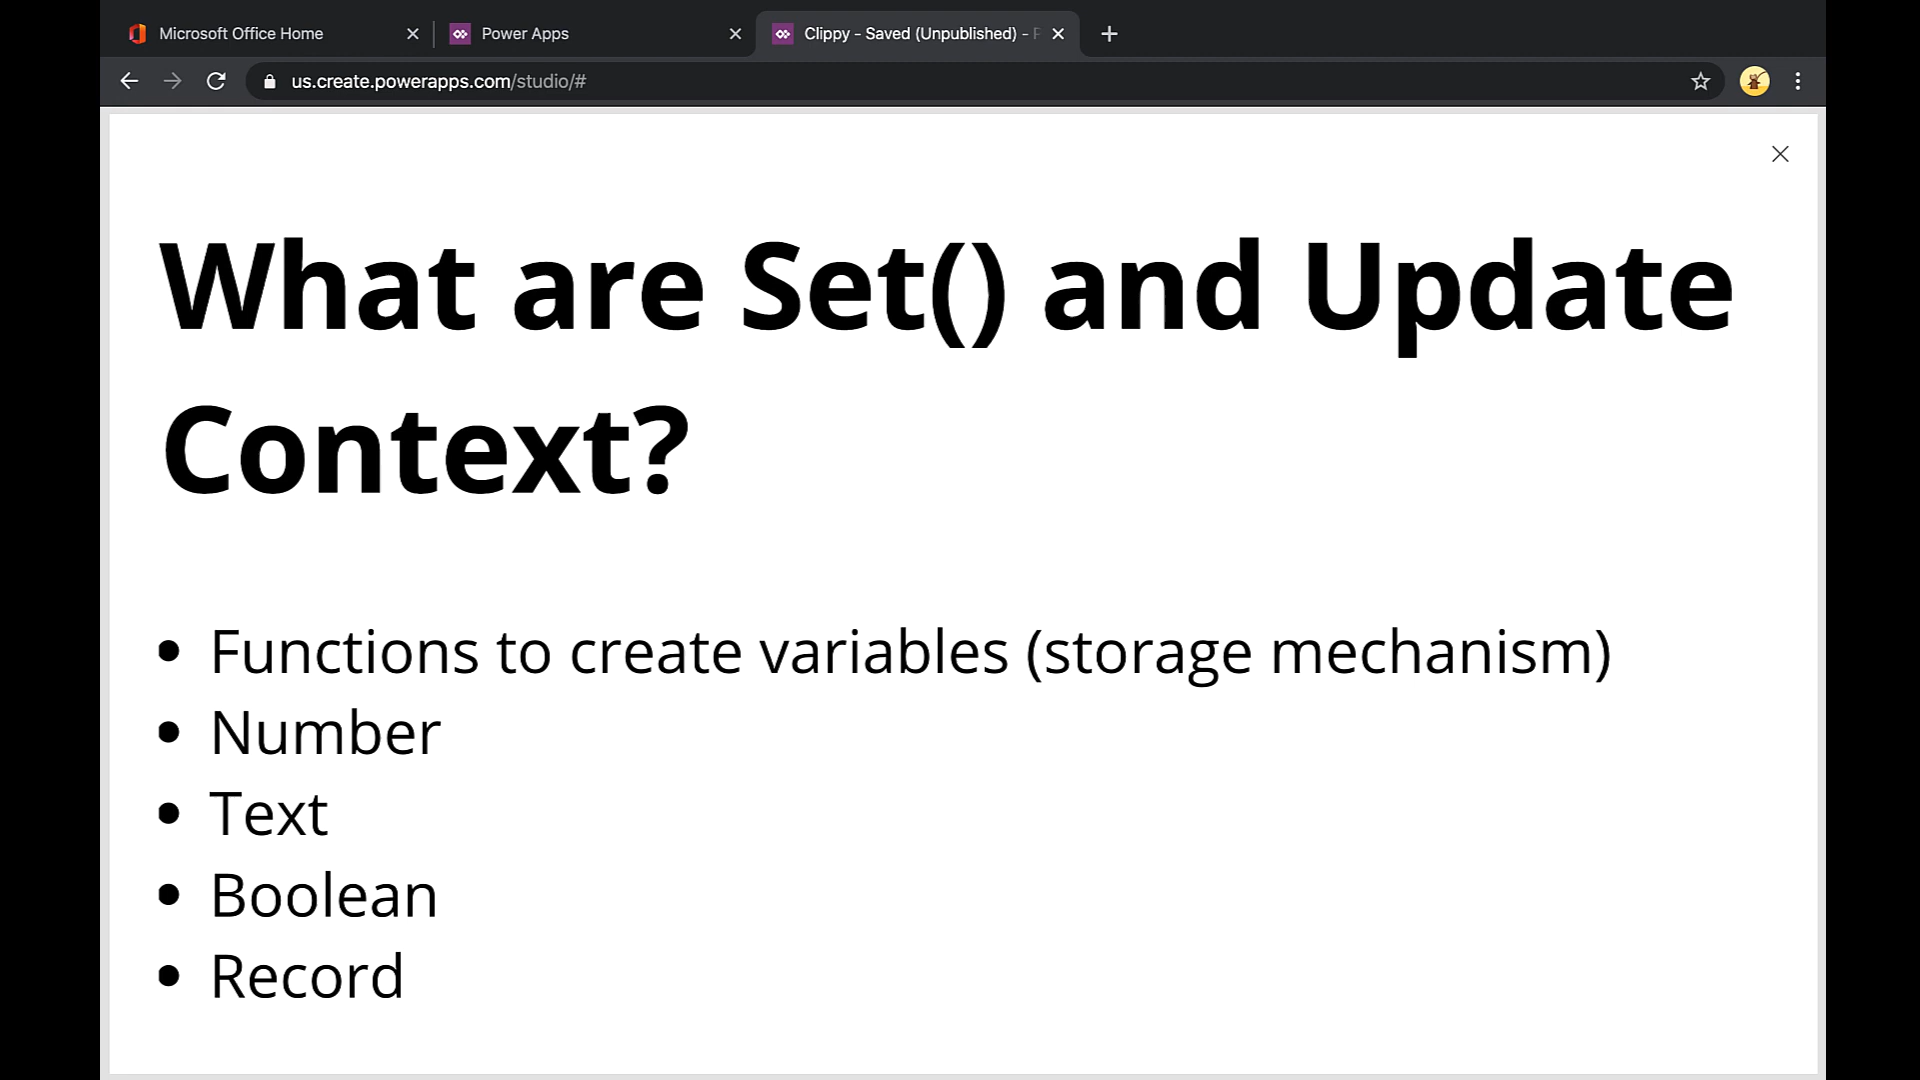 Microsoft Office Home
Power Apps
Clippy - Saved (Unpublished) - P
us.create.powerapps.com/studio/#
What are Set() and Update
Context?
• Functions to create variables (storage mechanism)
• Number
• Text
• Boolean
• Record